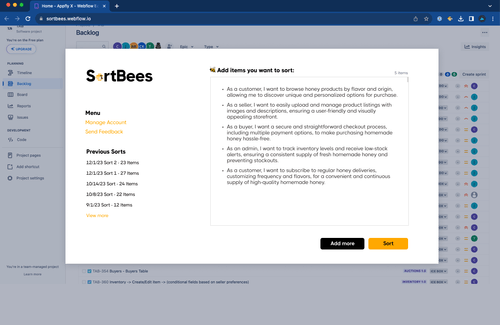 Home - Appify X - Webflow S
sortbees.webflow.io
Software project
You're on the free plan
UPGRADE
PLANNING
Timeline
Backlog
Board
Reports
Issues
DEVELOPMENT
Code
Project pages
Add shortcut
Project settings
You're in a team-managed project
Learn more
Backlog
Epic
Type
Insights
Create sprint
SortBees
Menu
Manage Account
Send Feedback
Previous Sorts
12/1/23 Sort 2 - 23 Items
12/1/23 Sort 1 - 27 Items
10/14/23 Sort - 24 Items
10/8/23 Sort - 22 Items
9/1/23 Sort - 12 Items
View more
Add items you want to sort:
5 items
• As a customer, I want to browse honey products by flavor and origin,
allowing me to discover unique and personalized options for purchase.
• As a seller, I want to easily upload and manage product listings with
images and descriptions, ensuring a user-friendly and visually
appealing storefront.
• As a buyer, I want a secure and straightforward checkout process,
including multiple payment options, to make purchasing homemade
honey hassle-free.
• As an admin, I want to track inventory levels and receive low-stock
alerts, ensuring a consistent supply of fresh homemade honey and
preventing stockouts.
• As a customer, I want to subscribe to regular honey deliveries,
customizing frequency and flavors, for a convenient and continuous
supply of high-quality homemade honey.
Add more
Sort
Buyers - Buyers Table
Inventory -> Create/Edit Item -> (conditional fields based on seller preferences)